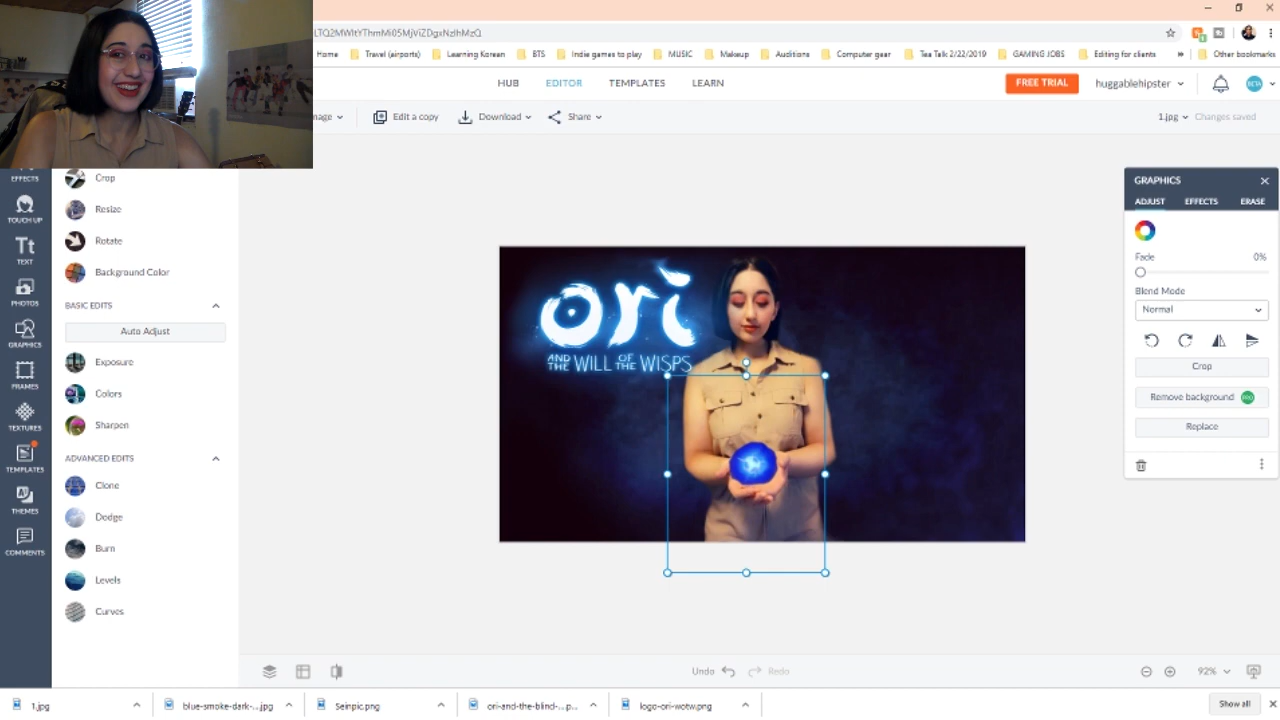 Home Travel (airports) Learning Korean BTS Indie games to play MUSIC Makeup Auditions Computer gear Tea Talk 2/22/2019 GAMING JOBS Editing for clients » Other bookmarks
HUB EDITOR TEMPLATES LEARN FREE TRIAL huggablehipster
Edit a copy Download Share 1.jpg Changes saved
EFFECTS
TOUCH UP
Tt
TEXT
PHOTOS
GRAPHICS
FRAMES
TEXTURES
TEMPLATES
THEMES
COMMENTS
Crop
Resize
Rotate
Background Color
BASIC EDITS
Auto Adjust
Exposure
Colors
Sharpen
ADVANCED EDITS
Clone
Dodge
Burn
Levels
Curves
ori
AND THE WILL OF THE WISPS
GRAPHICS
ADJUST EFFECTS ERASE
Fade 0%
Blend Mode
Normal
Crop
Remove background PRO
Replace
Undo Redo 92%
1.jpg blue-smoke-dark-....jpg Seinpic.png ori-and-the-blind-....p... logo-ori-wotw.png Show all